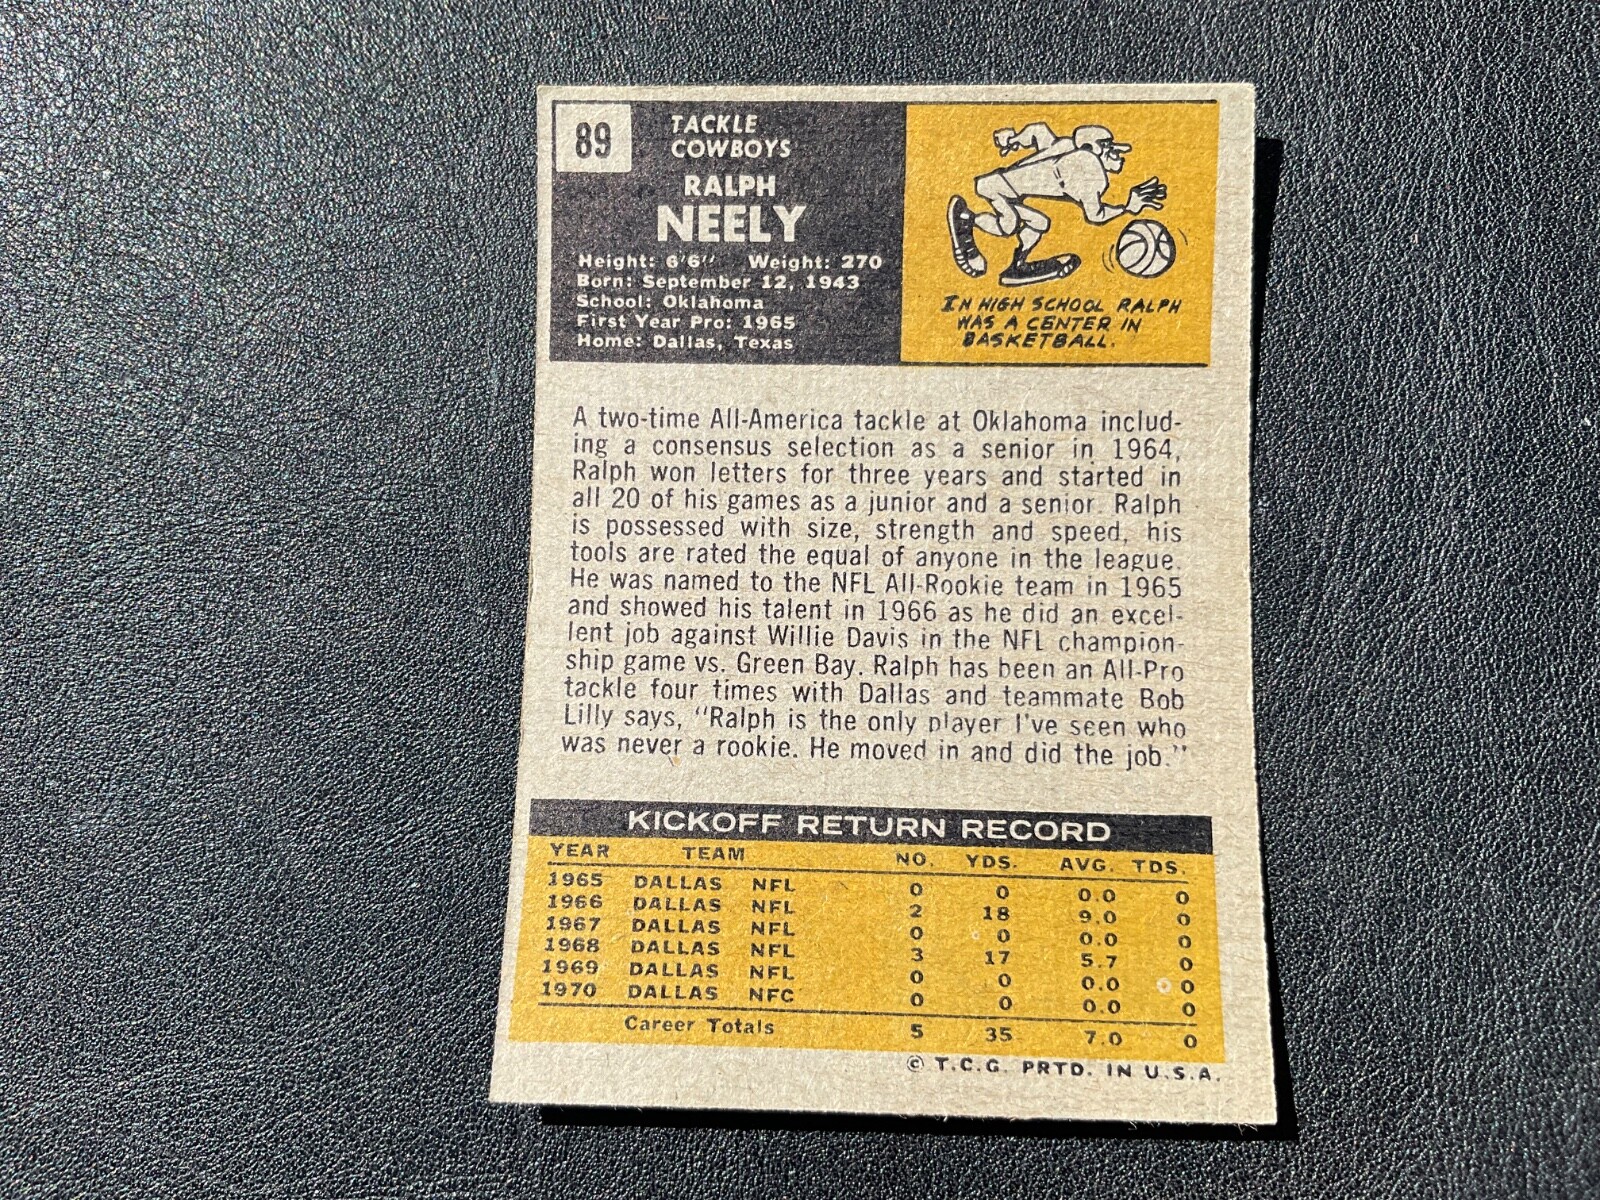 89
TACKLE
COWBOYS
RALPH
NEELY
Height: 6'6" Weight: 270
Born: September 12, 1943
School: Oklahoma
First Year Pro: 1965
Home: Dallas, Texas
IN HIGH SCHOOL RALPH
WAS A CENTER IN
BASKETBALL.
A two-time All-America tackle at Oklahoma includ-
ing a consensus selection as a senior in 1964,
Ralph won letters for three years and started in
all 20 of his games as a junior and a senior. Ralph
is possessed with size, strength and speed, his
tools are rated the equal of anyone in the league.
He was named to the NFL All-Rookie team in 1965
and showed his talent in 1966 as he did an excel-
lent job against Willie Davis in the NFL champion-
ship game vs. Green Bay. Ralph has been an All-Pro
tackle four times with Dallas and teammate Bob
Lilly says, "Ralph is the only player I've seen who
was never a rookie. He moved in and did the job."
KICKOFF RETURN RECORD
YEAR TEAM NO. YDS. AVG. TDS.
1965 DALLAS NFL 0 0 0.0 0
1966 DALLAS NFL 2 18 9.0 0
1967 DALLAS NFL 0 0 0.0 0
1968 DALLAS NFL 3 17 5.7 0
1969 DALLAS NFL 0 0 0.0 0
1970 DALLAS NFC 0 0 0.0 0
Career Totals 5 35 7.0 0
© T.C.G. PRTD. IN U.S.A.